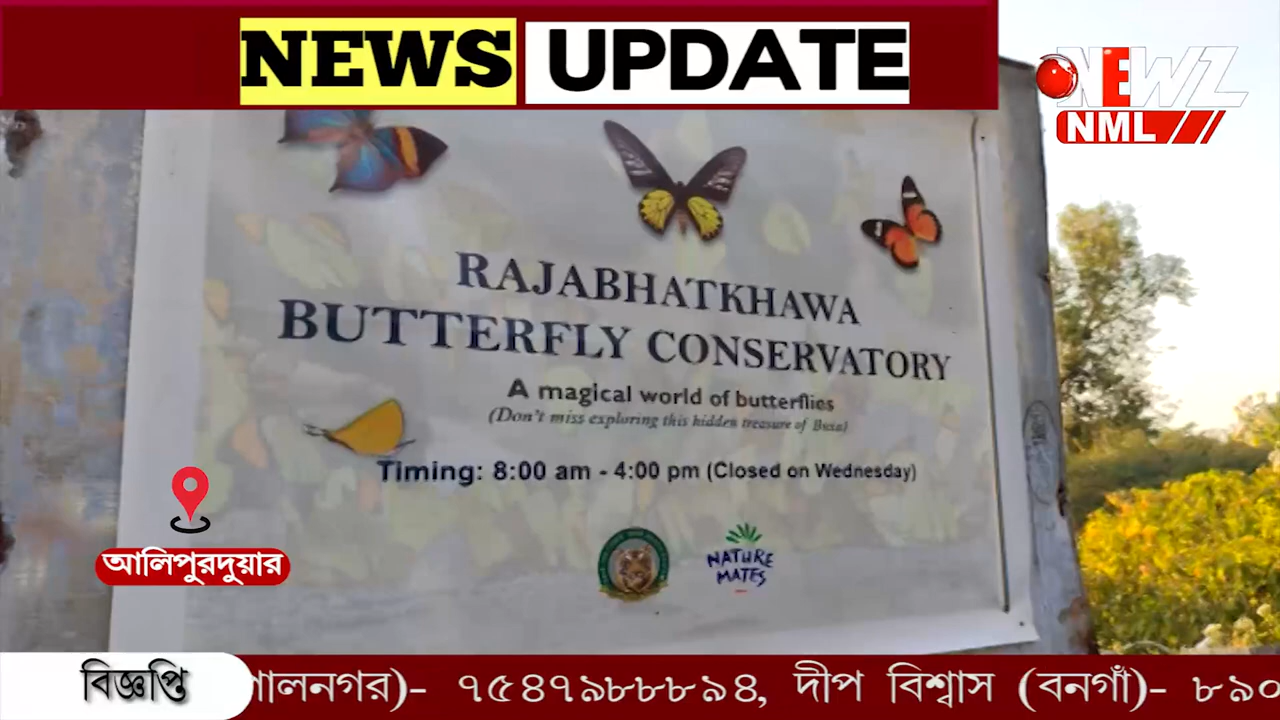 NEWS UPDATE
NEWZ
NML
RAJABHATKHAWA
BUTTERFLY CONSERVATORY
A magical world of butterflies
(Don't miss exploring this hidden treasure of Buxa)
Timing: 8:00 am - 4:00 pm (Closed on Wednesday)
NATURE
MATES
আলিপুরদুয়ার
বিজ্ঞপ্তি
গালনগর)- ৭৫৪৭৯৮৮৮৯৪, দীপ বিশ্বাস (বনগাঁ)- ৮৯০